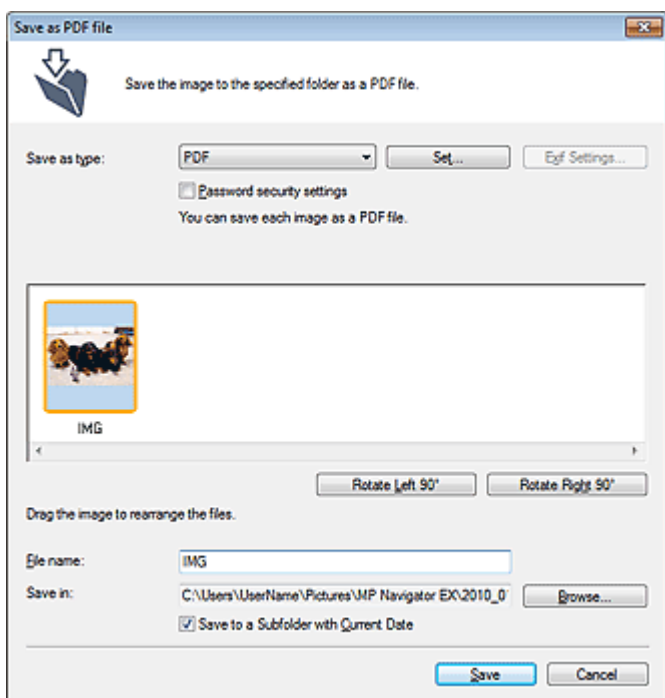 Save as PDF file
Save the image to the specified folder as a PDF file.
Save as type: PDF Set... Exif Settings...
Password security settings
You can save each image as a PDF file.
IMG
Rotate Left 90° Rotate Right 90°
Drag the image to rearrange the files.
File name: IMG
Save in: C:\Users\UserName\Pictures\MP Navigator EX\2010_0 Browse...
Save to a Subfolder with Current Date
Save Cancel